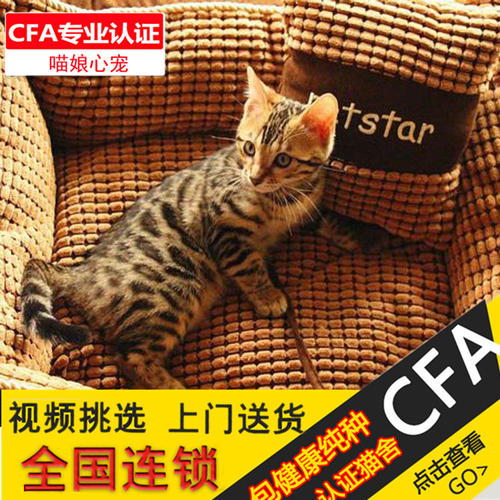 CFA专业认证
喵娘心宠
tstar
视频挑选 上门送货
全国连锁
包健康纯种
认证猫舍
CFA
点击查看
GO>